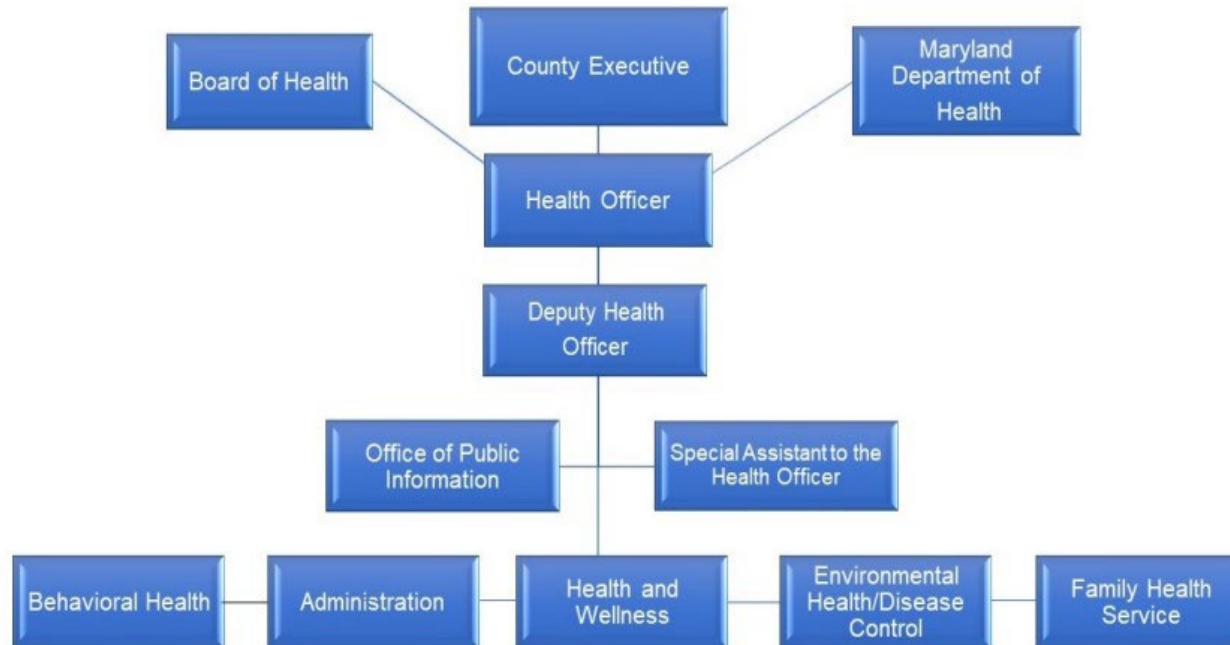 Board of Health
County Executive
Maryland
Department of
Health
Health Officer
Deputy Health
Officer
Office of Public
Information
Special Assistant to the
Health Officer
Behavioral Health
Administration
Health and
Wellness
Environmental
Health/Disease
Control
Family Health
Service